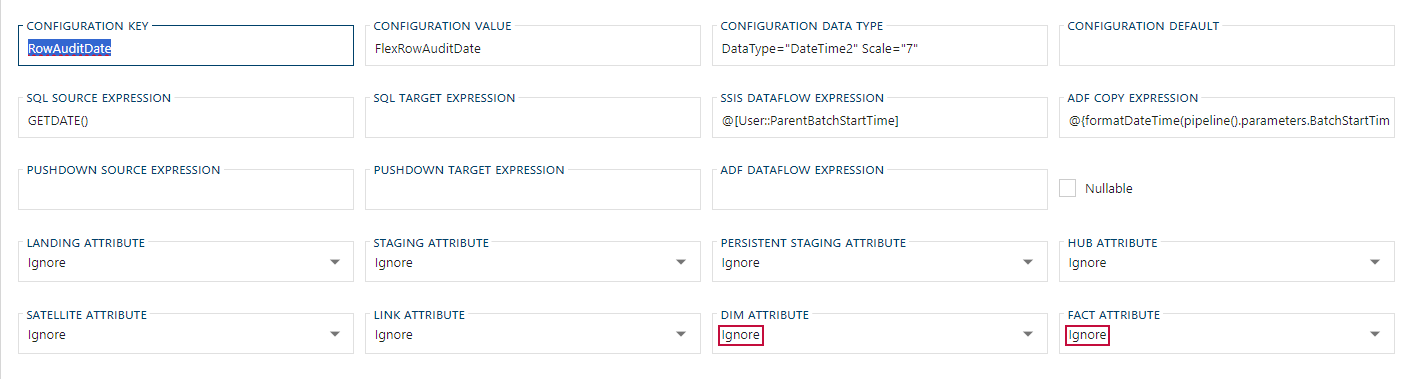 CONFIGURATION KEY
RowAuditDate
CONFIGURATION VALUE
FlexRowAuditDate
CONFIGURATION DATA TYPE
DataType="DateTime2" Scale="7"
CONFIGURATION DEFAULT
SQL SOURCE EXPRESSION
GETDATE()
SQL TARGET EXPRESSION
SSIS DATAFLOW EXPRESSION
@[User::ParentBatchStartTime]
ADF COPY EXPRESSION
@{formatDateTime(pipeline().parameters.BatchStartTim
PUSHDOWN SOURCE EXPRESSION
PUSHDOWN TARGET EXPRESSION
ADF DATAFLOW EXPRESSION
Nullable
LANDING ATTRIBUTE
Ignore
STAGING ATTRIBUTE
Ignore
PERSISTENT STAGING ATTRIBUTE
Ignore
HUB ATTRIBUTE
Ignore
SATELLITE ATTRIBUTE
Ignore
LINK ATTRIBUTE
Ignore
DIM ATTRIBUTE
Ignore
FACT ATTRIBUTE
Ignore